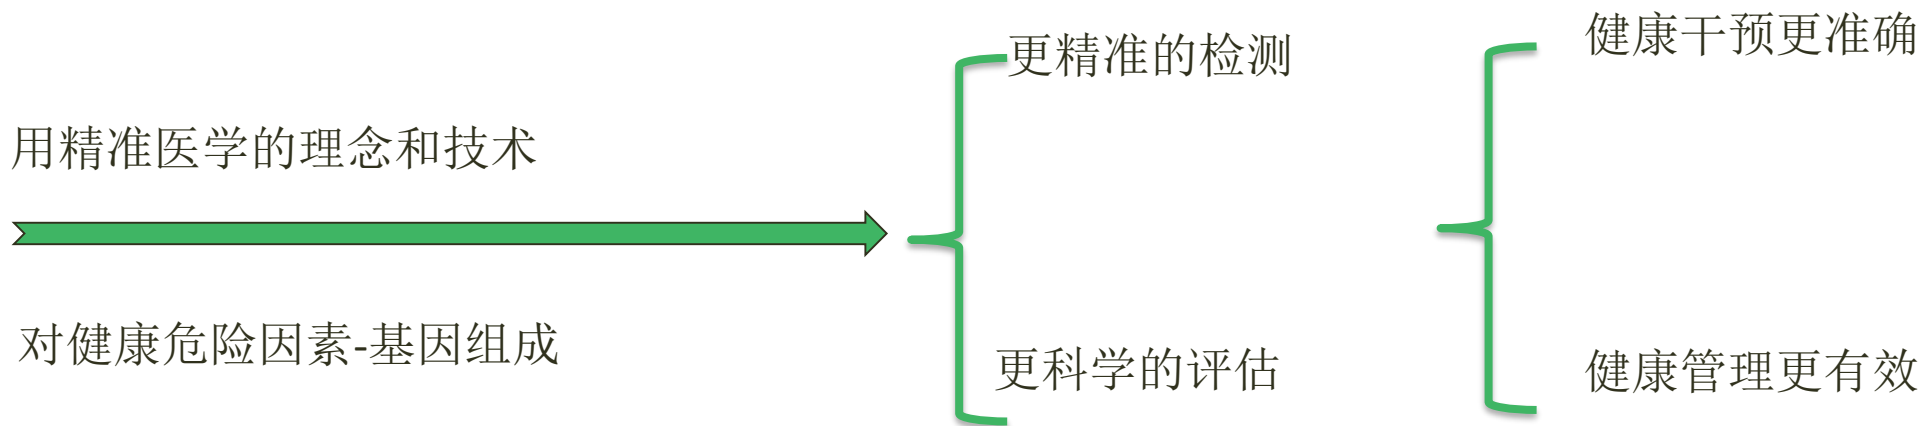 用精准医学的理念和技术
对健康危险因素-基因组成
更精准的检测
更科学的评估
健康干预更准确
健康管理更有效